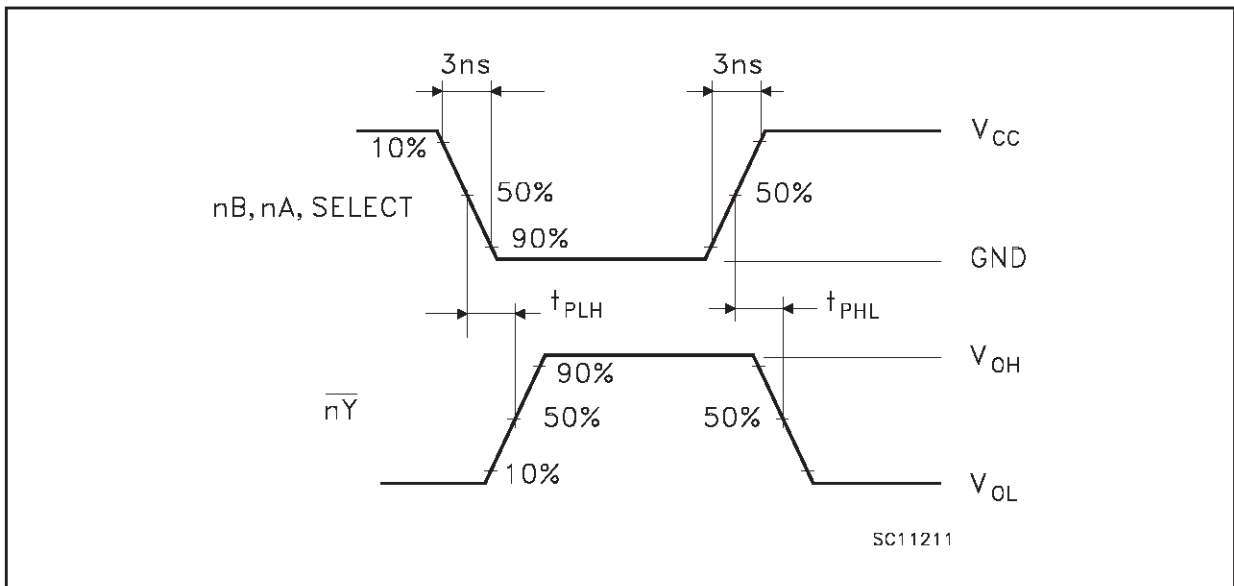 3ns 3ns
10% V_CC
nB, nA, SELECT 50% 50%
90% GND
t_PLH t_PHL
90% V_OH
n̅Y̅ 50% 50%
10% V_OL
SC11211